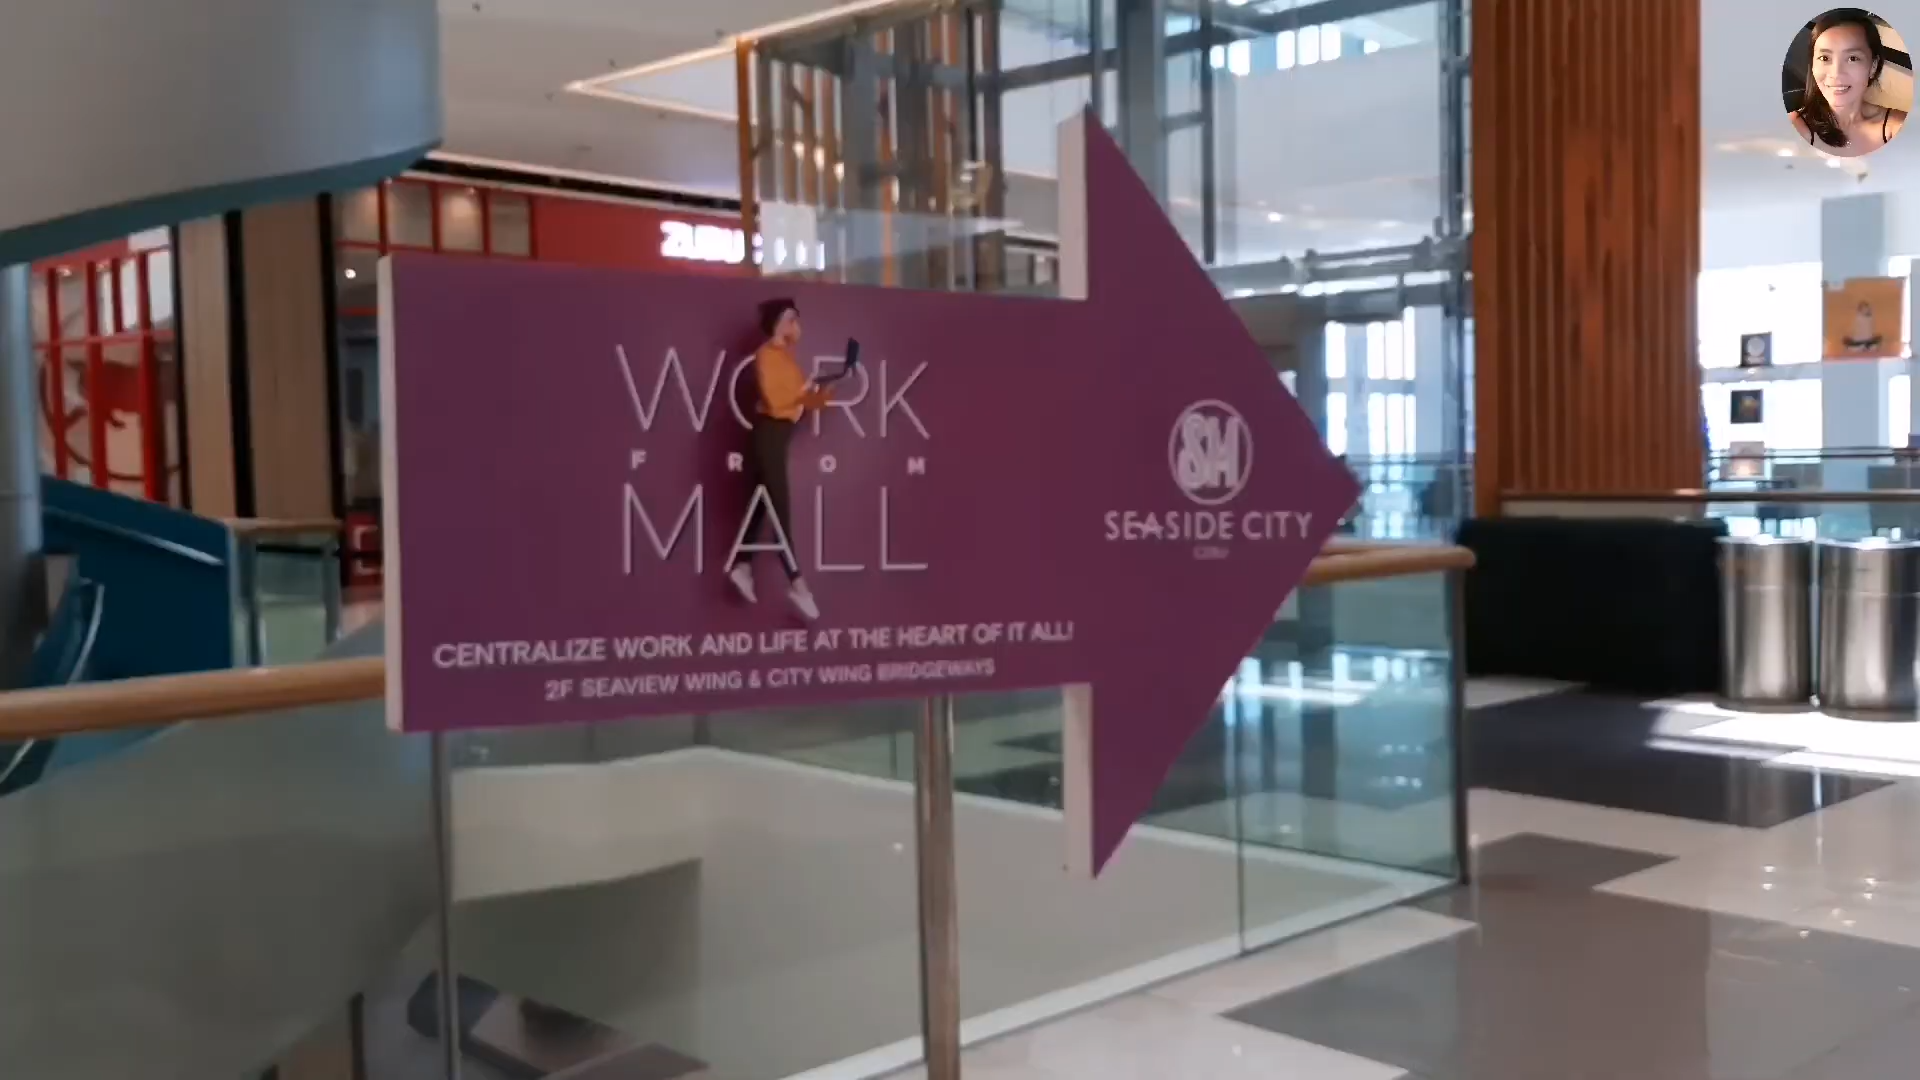 WORK
FROM
MALL
CENTRALIZE WORK AND LIFE AT THE HEART OF IT ALL!
2F SEAVIEW WING & CITY WING BRIDGEWAYS
SM
SEASIDE CITY
CEBU